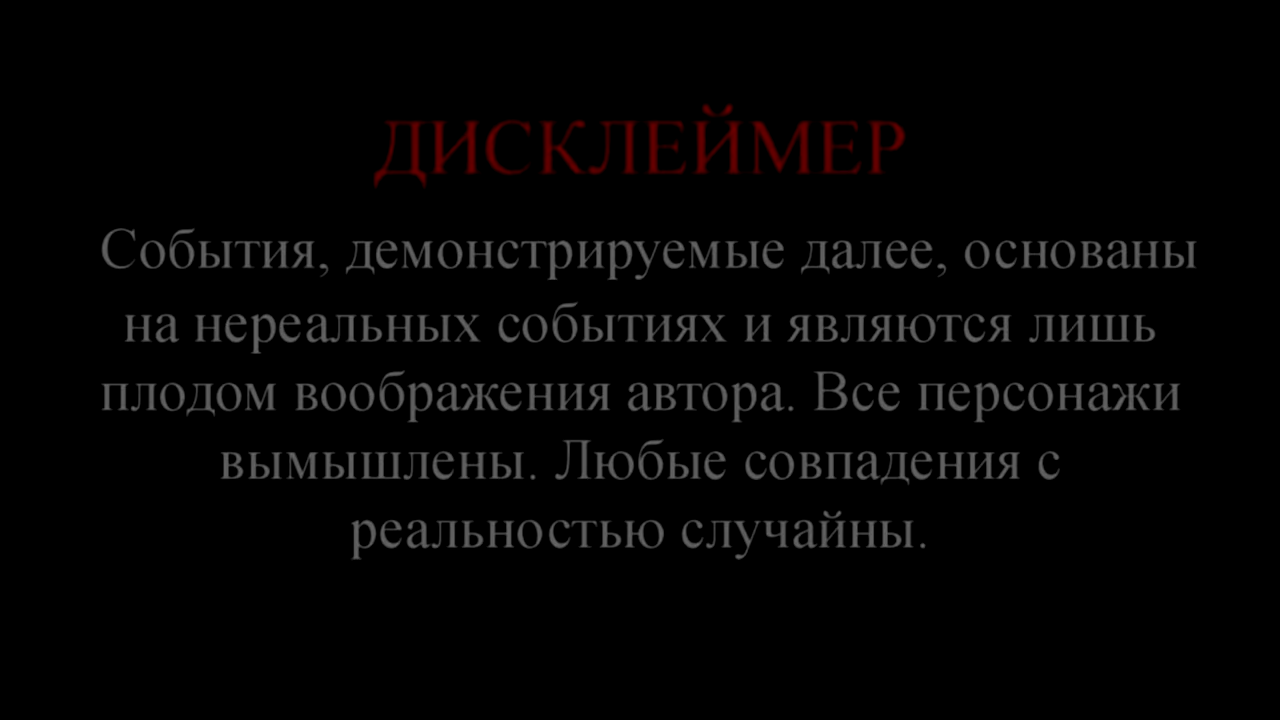 ДИСКЛЕЙМЕР
События, демонстрируемые далее, основаны
на нереальных событиях и являются лишь
плодом воображения автора. Все персонажи
вымышлены. Любые совпадения с
реальностью случайны.